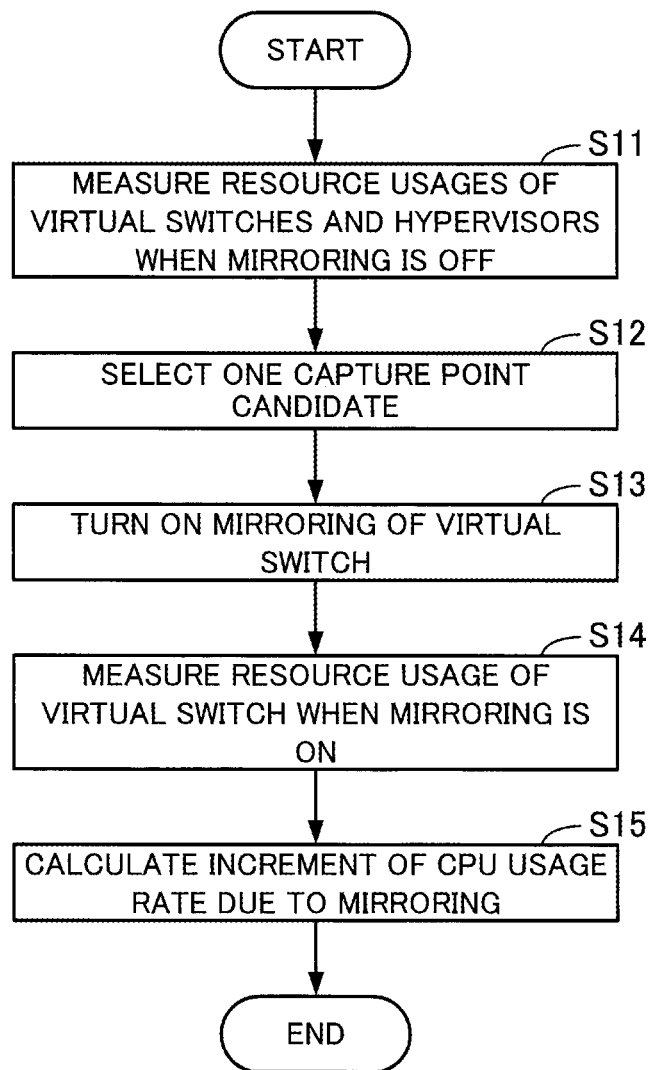 START
S11
MEASURE RESOURCE USAGES OF
VIRTUAL SWITCHES AND HYPERVISORS
WHEN MIRRORING IS OFF
S12
SELECT ONE CAPTURE POINT
CANDIDATE
S13
TURN ON MIRRORING OF VIRTUAL
SWITCH
S14
MEASURE RESOURCE USAGE OF
VIRTUAL SWITCH WHEN MIRRORING IS
ON
S15
CALCULATE INCREMENT OF CPU USAGE
RATE DUE TO MIRRORING
END